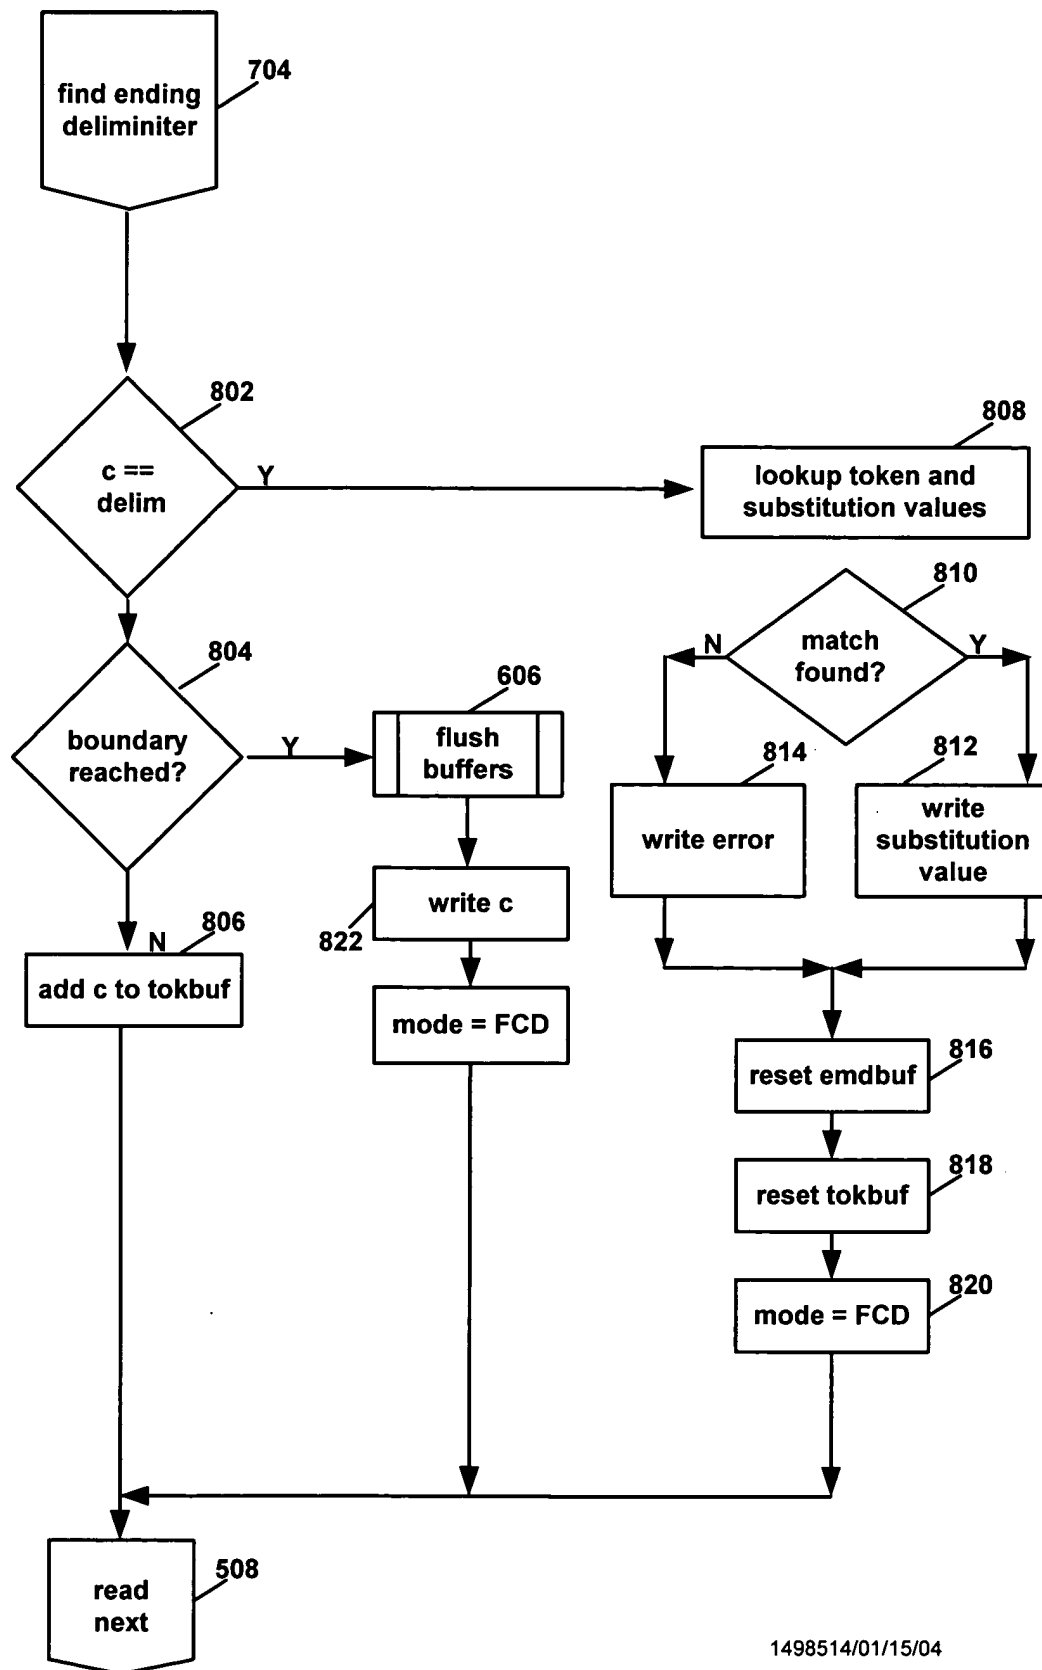 704
find ending
deliminiter
802
c ==
delim
Y
808
lookup token and
substitution values
810
match
found?
N
Y
804
boundary
reached?
Y
606
flush
buffers
814
write error
812
write
substitution
value
822
write c
806
N
add c to tokbuf
mode = FCD
816
reset emdbuf
818
reset tokbuf
820
mode = FCD
508
read
next
1498514/01/15/04